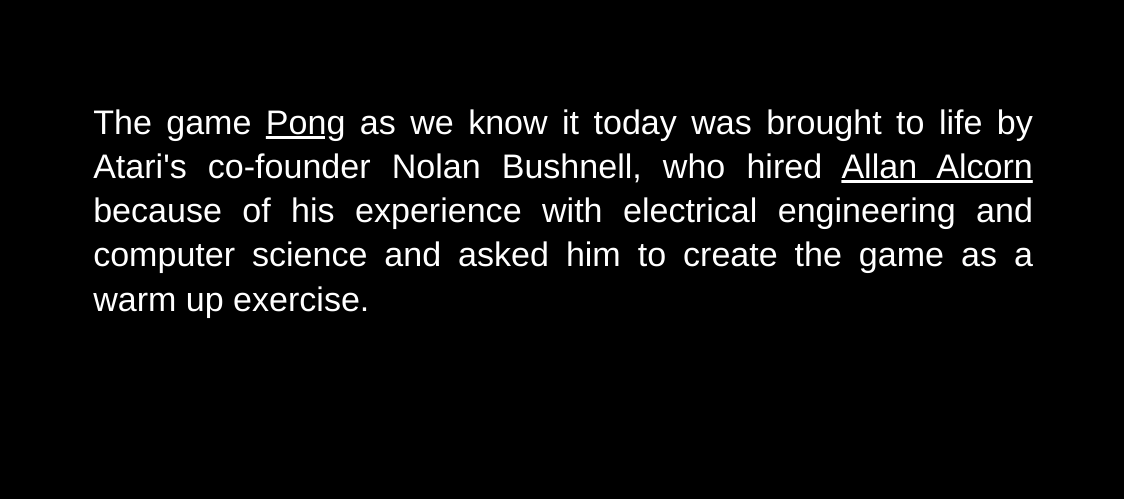 The game Pong as we know it today was brought to life by
Atari's co-founder Nolan Bushnell, who hired Allan Alcorn
because of his experience with electrical engineering and
computer science and asked him to create the game as a
warm up exercise.